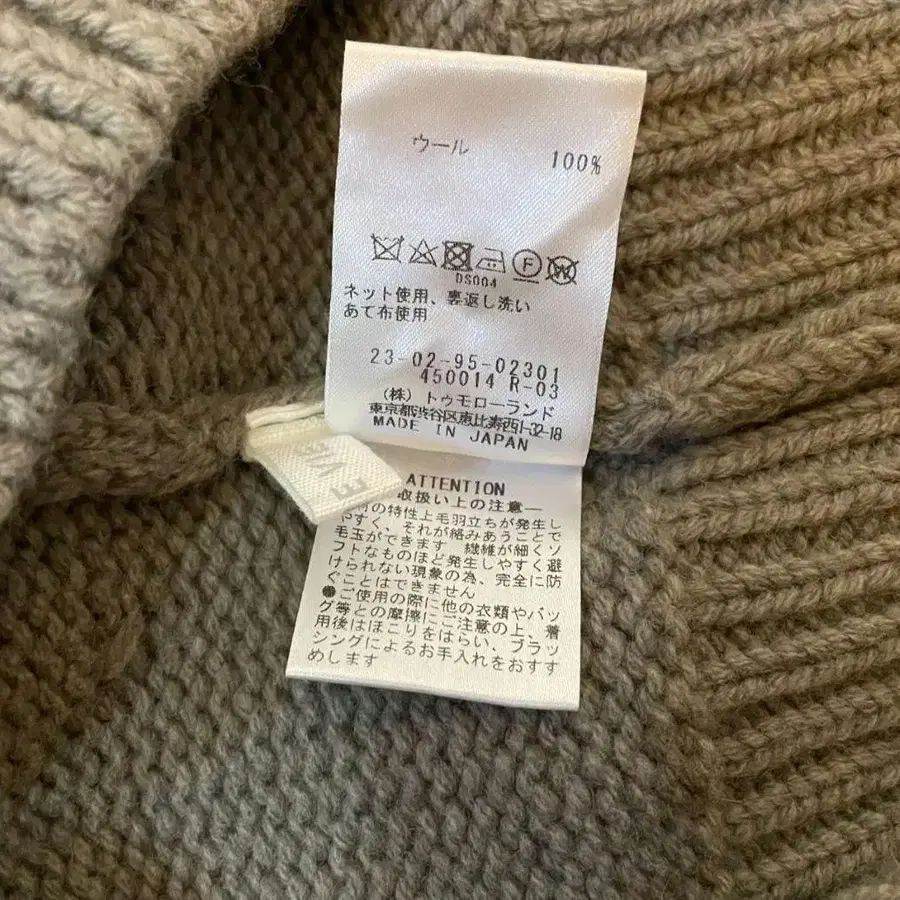 ウール 100%
F W
DS004
ネット使用、裏返し洗い
あて布使用
23-02-95-02301
450014 R-03
(株) トゥモローランド
東京都渋谷区恵比寿西1-32-18
MADE IN JAPAN
ATTENTION
取扱い上の注意—
の特性上毛羽立ちが発生し
やすく、それが絡みあうことで
毛玉ができます 繊維が細くソ
フトなものほど発生しやすく避
けられない現象の為、完全に防
ぐことはできません
●ご使用の際に他の衣類やバッ
グ等との摩擦にご注意の上、着
用後はほこりをはらい、ブラッ
シングによるお手入れをおすす
めします